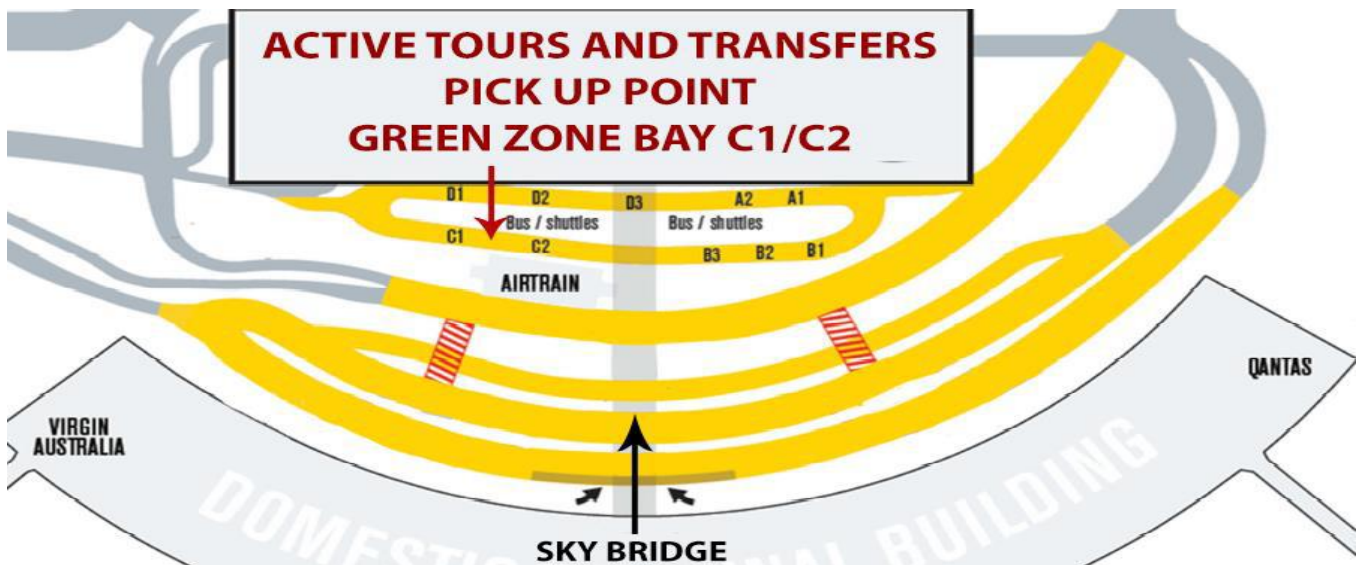 ACTIVE TOURS AND TRANSFERS
PICK UP POINT
GREEN ZONE BAY C1/C2
D1 D2 D3 A2 A1
Bus / shuttles Bus / shuttles
C1 C2 B3 B2 B1
AIRTRAIN
QANTAS
VIRGIN
AUSTRALIA
BUILDING
SKY BRIDGE